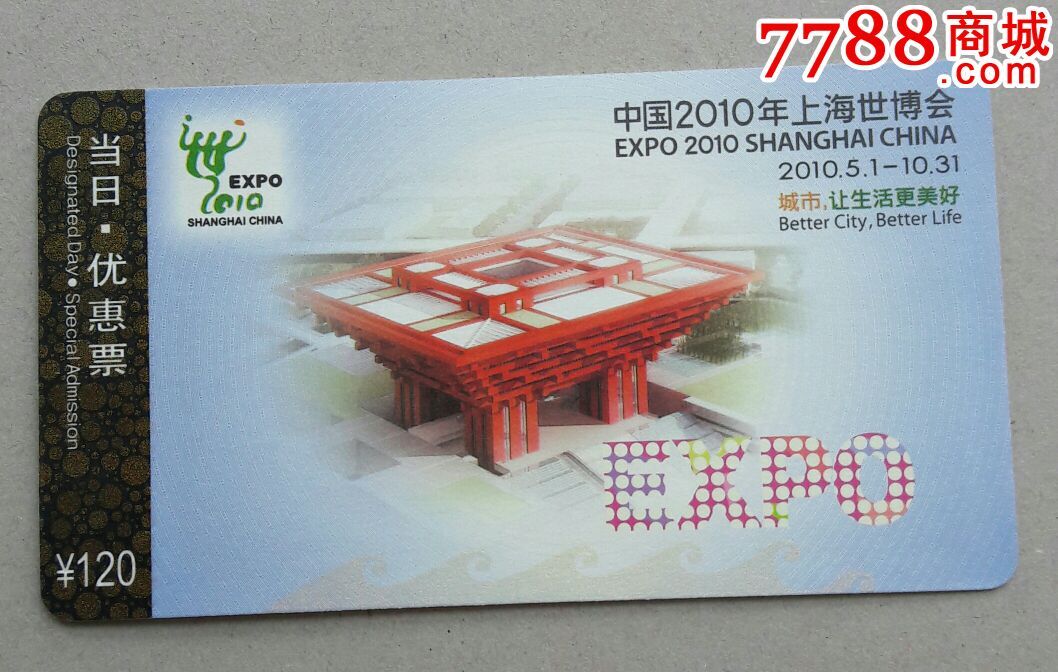 7788商城
.com
中国2010年上海世博会
EXPO 2010 SHANGHAI CHINA
2010.5.1-10.31
城市,让生活更美好
Better City, Better Life
EXPO
2010
SHANGHAI CHINA
当日·优惠票
Designated Day • Special Admission
¥120
EXPO